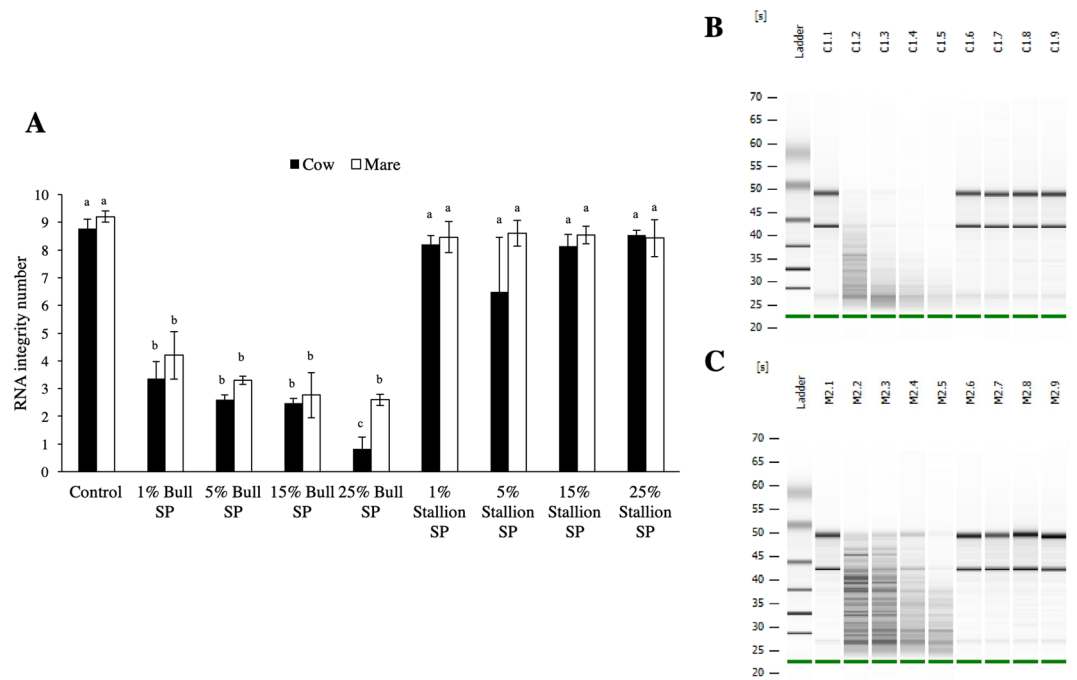 A
Cow Mare
RNA integrity number
10
9
8
7
6
5
4
3
2
1
0
a a
b b
b b
b b
c b
a a
a a
a a
a a
Control 1% Bull SP 5% Bull SP 15% Bull SP 25% Bull SP 1% Stallion SP 5% Stallion SP 15% Stallion SP 25% Stallion SP
B
[s] Ladder C1.1 C1.2 C1.3 C1.4 C1.5 C1.6 C1.7 C1.8 C1.9
70
65
60
55
50
45
40
35
30
25
20
C
[s] Ladder M2.1 M2.2 M2.3 M2.4 M2.5 M2.6 M2.7 M2.8 M2.9
70
65
60
55
50
45
40
35
30
25
20